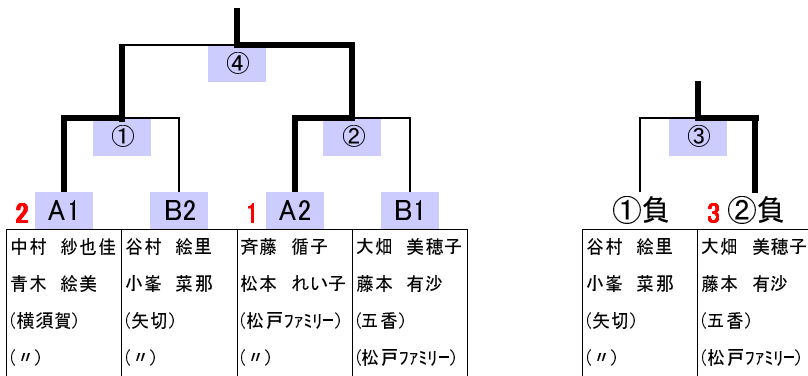 ④
① ② ③
2 A1 B2 1 A2 B1 ①負 3 ②負
中村 紗也佳 谷村 絵里 斉藤 循子 大畑 美穂子 谷村 絵里 大畑 美穂子
青木 絵美 小峯 菜那 松本 れい子 藤本 有沙 小峯 菜那 藤本 有沙
(横須賀) (矢切) (松戸ファミリー) (五香) (矢切) (五香)
(〃) (〃) (〃) (松戸ファミリー) (〃) (松戸ファミリー)